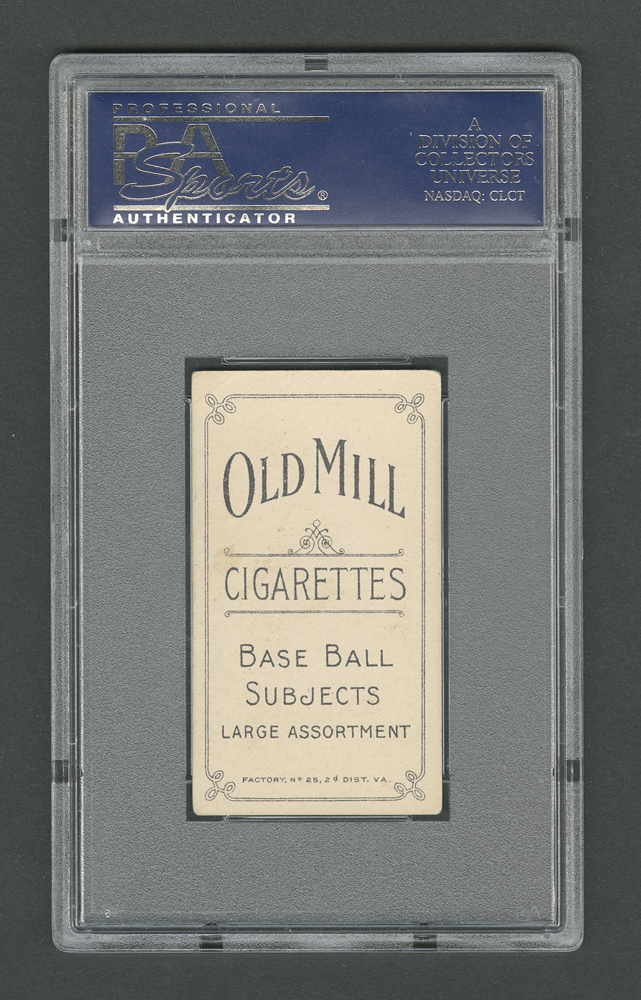 PROFESSIONAL
PSA
Sports®
AUTHENTICATOR
A
DIVISION OF
COLLECTORS
UNIVERSE
NASDAQ: CLCT
OLD MILL
CIGARETTES
BASE BALL
SUBJECTS
LARGE ASSORTMENT
FACTORY, Nº 25, 2d DIST. VA.